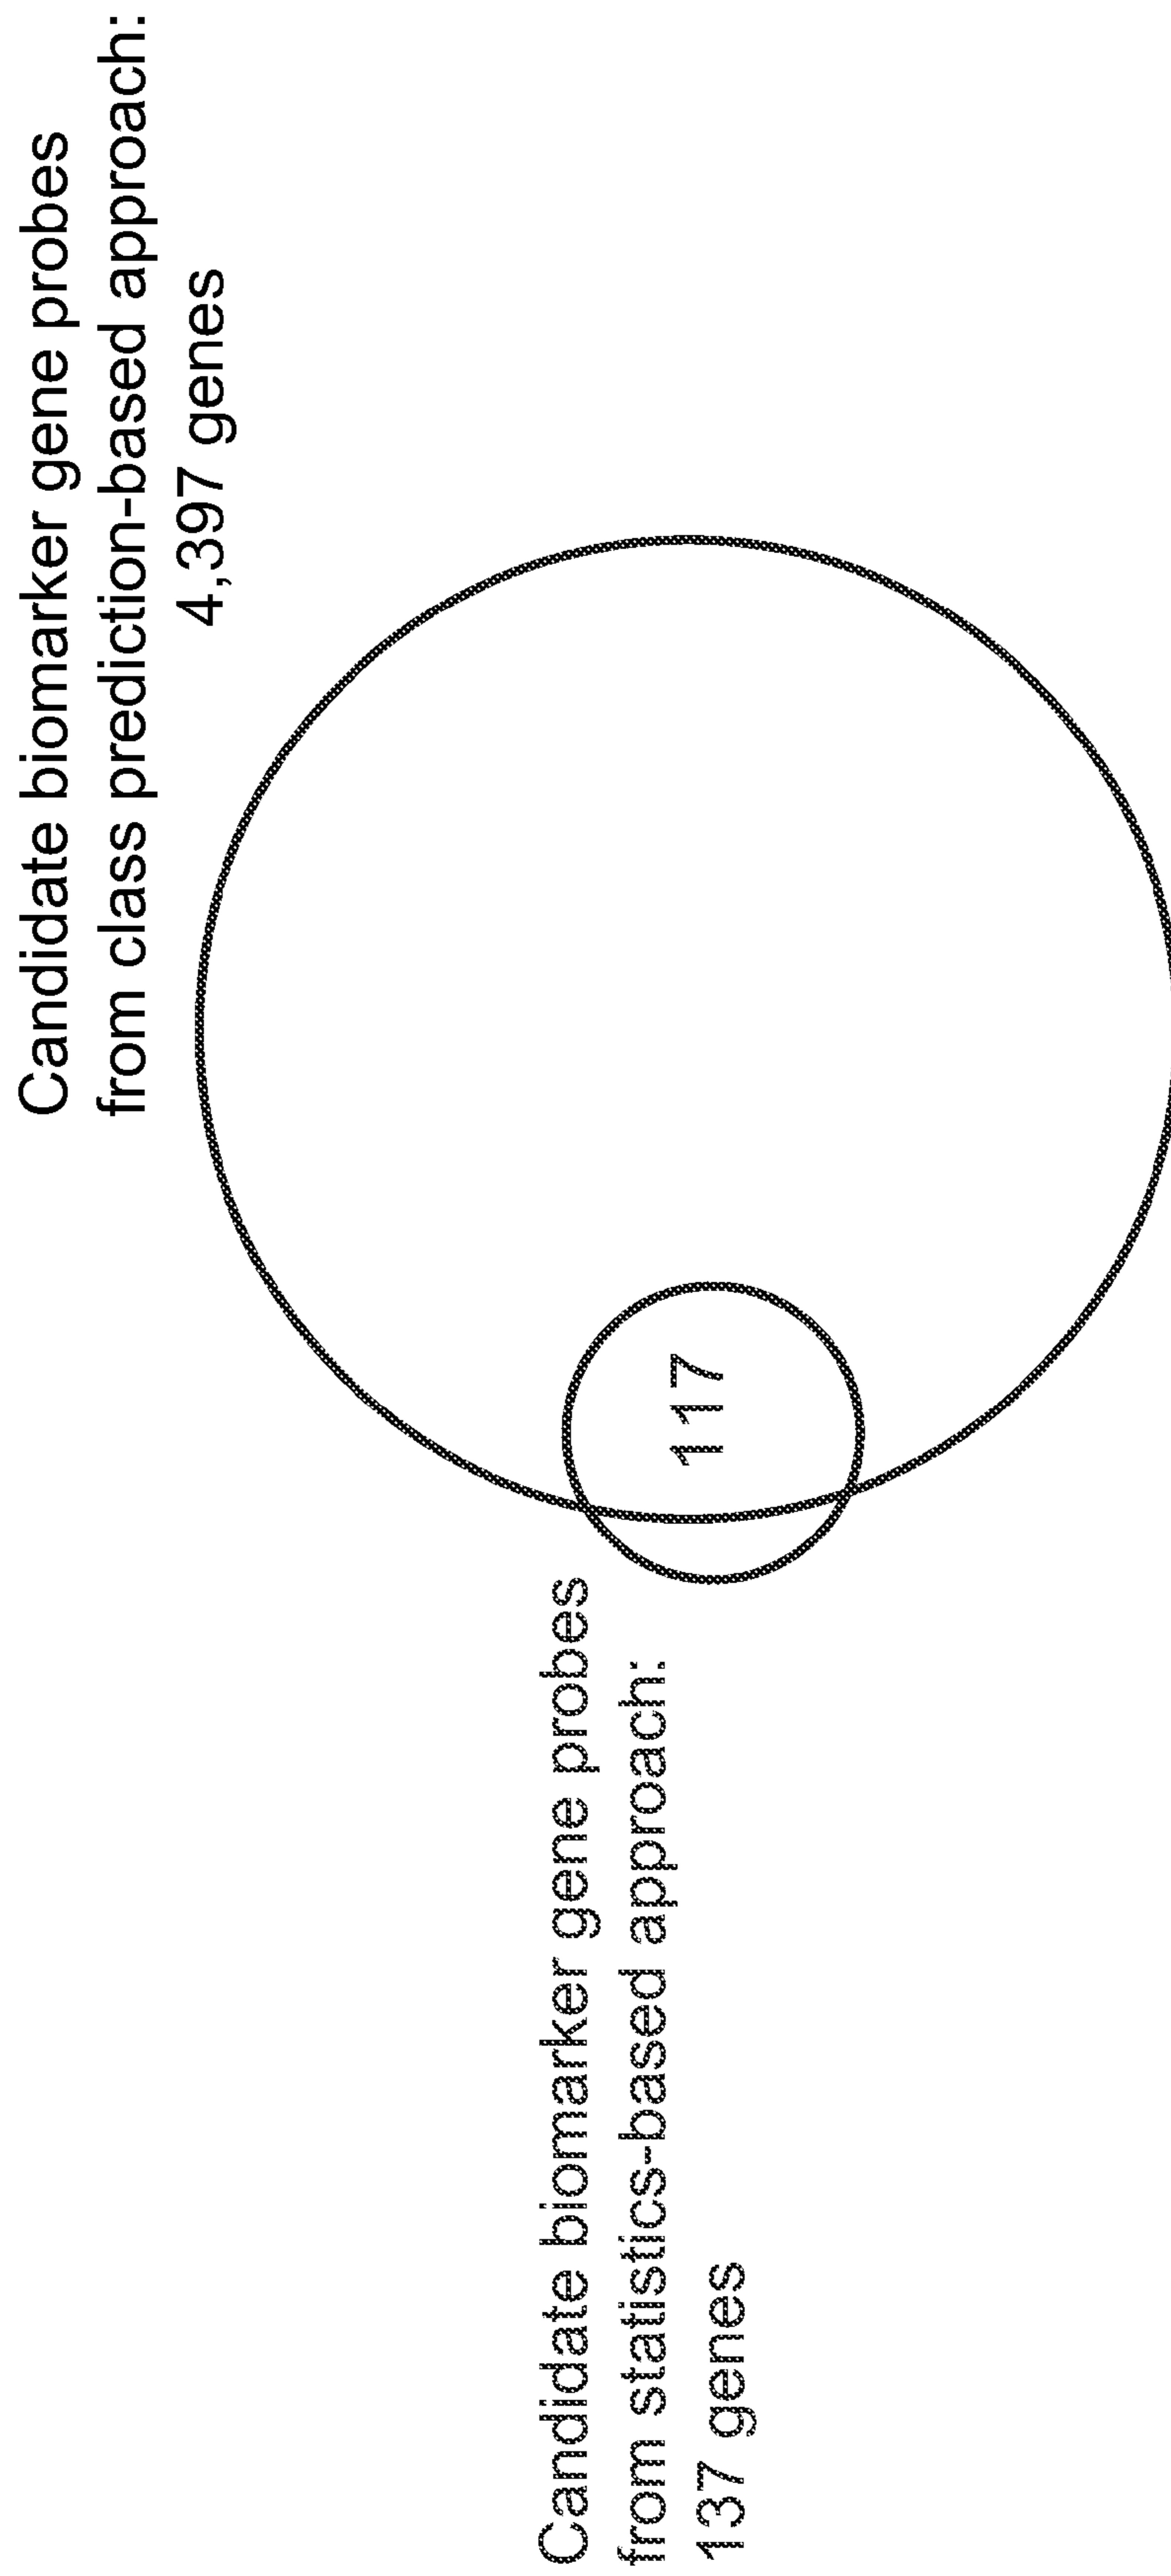 Candidate biomarker gene probes
from class prediction-based approach:
4,397 genes
Candidate biomarker gene probes
from statistics-based approach:
137 genes
117